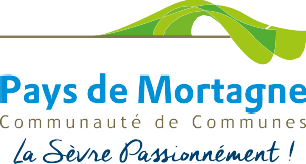 Pays de Mortagne
Communauté de Communes
La Sèvre Passionnément !